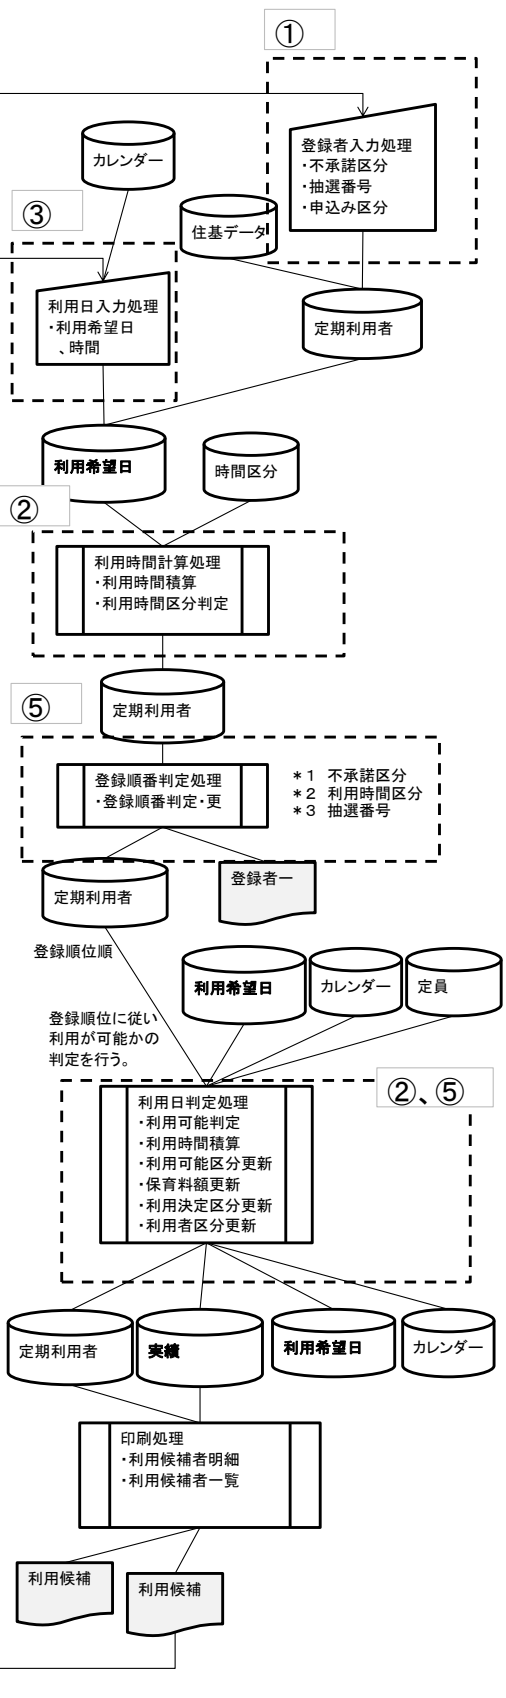 ①
登録者入力処理
・不承諾区分
・抽選番号
・申込み区分
カレンダー
③
住基データ
利用日入力処理
・利用希望日
、時間
定期利用者
利用希望日
時間区分
②
利用時間計算処理
・利用時間積算
・利用時間区分判定
定期利用者
⑤
登録順番判定処理
・登録順番判定・更
＊１ 不承諾区分
＊２ 利用時間区分
＊３ 抽選番号
定期利用者
登録者一
登録順位順
利用希望日
カレンダー
定員
登録順位に従い
利用が可能かの
判定を行う。
②、⑤
利用日判定処理
・利用可能判定
・利用時間積算
・利用可能区分更新
・保育料額更新
・利用決定区分更新
・利用者区分更新
定期利用者
実績
利用希望日
カレンダー
印刷処理
・利用候補者明細
・利用候補者一覧
利用候補
利用候補